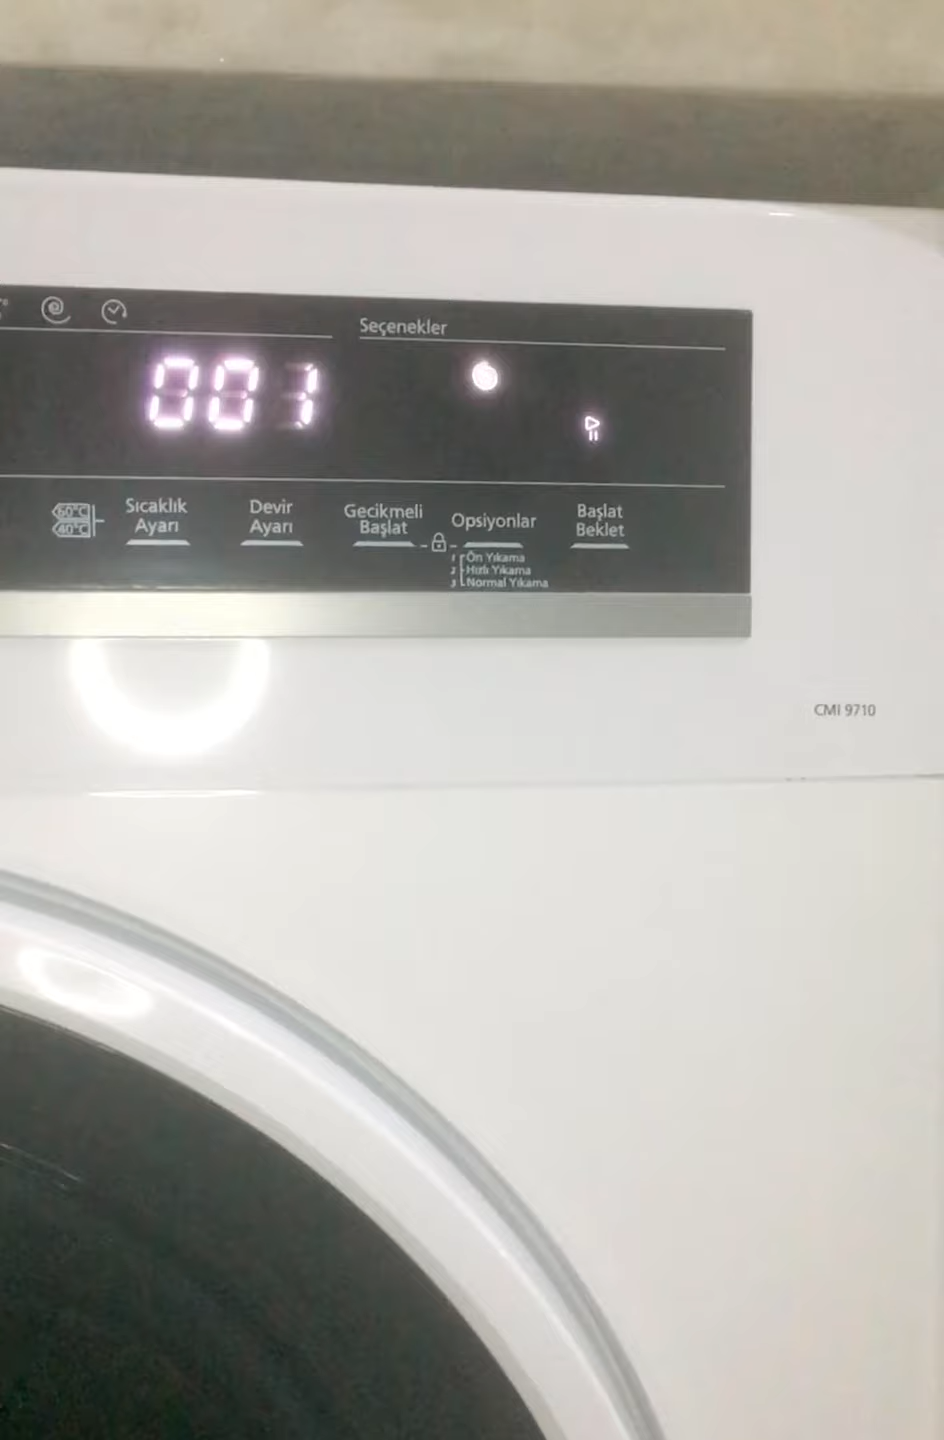 Seçenekler
001
60°C
40°C
Sıcaklık
Ayarı
Devir
Ayarı
Gecikmeli
Başlat
Opsiyonlar
1 Ön Yıkama
2 Hızlı Yıkama
3 Normal Yıkama
Başlat
Beklet
CMI 9710